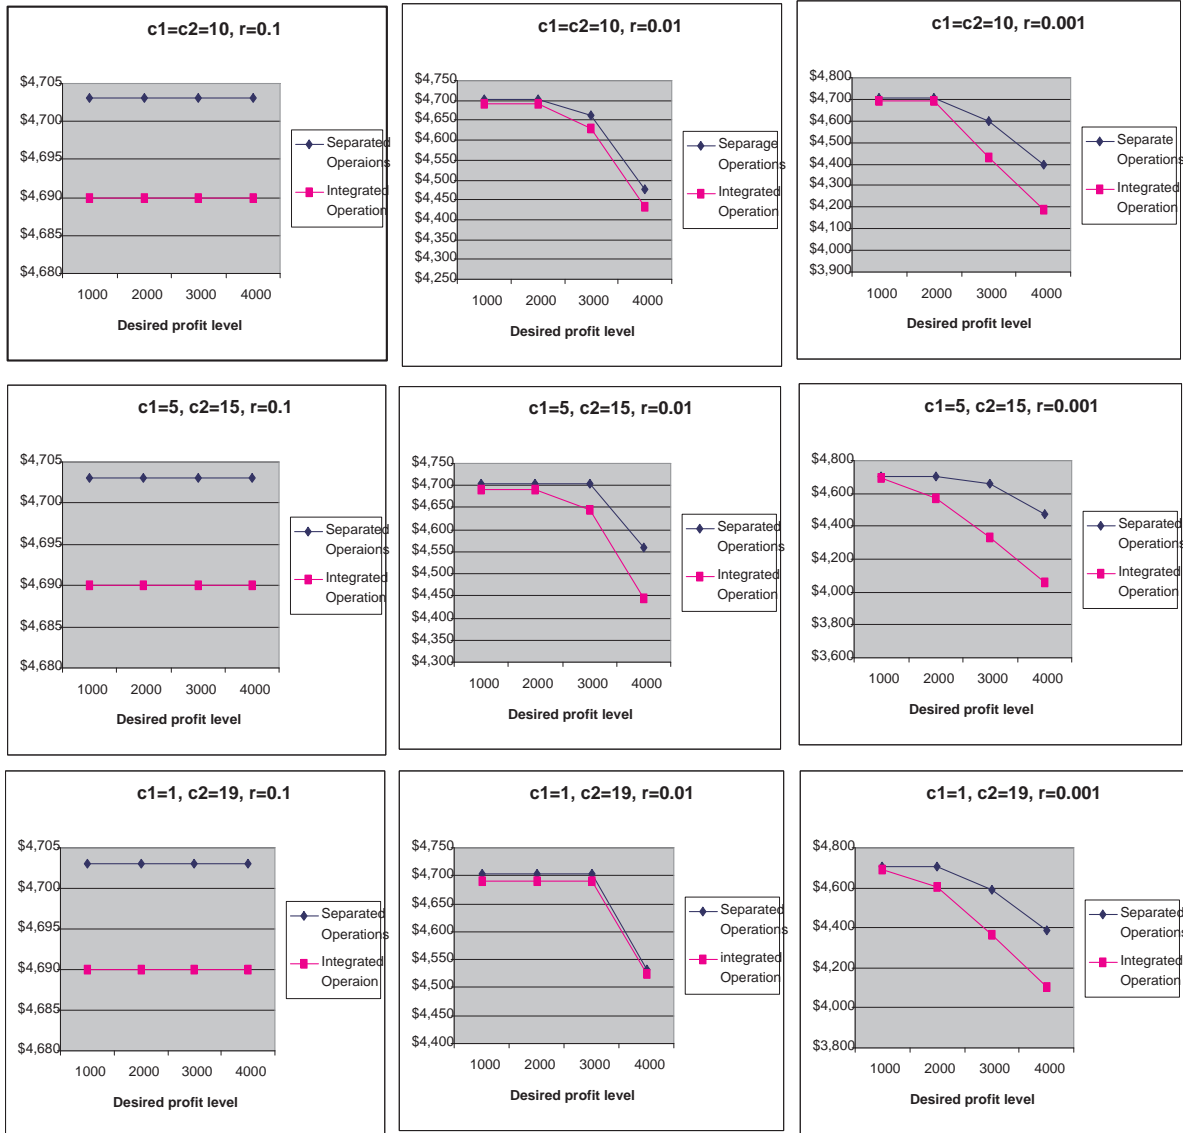 c1=c2=10, r=0.1
$4,705
$4,700
$4,695
$4,690
$4,685
$4,680
1000 2000 3000 4000
Desired profit level
Separated
Operaions
Integrated
Operation
c1=c2=10, r=0.01
$4,750
$4,700
$4,650
$4,600
$4,550
$4,500
$4,450
$4,400
$4,350
$4,300
$4,250
1000 2000 3000 4000
Desired profit level
Separage
Operations
Integrated
Operation
c1=c2=10, r=0.001
$4,800
$4,700
$4,600
$4,500
$4,400
$4,300
$4,200
$4,100
$4,000
$3,900
1000 2000 3000 4000
Desired profit level
Separate
Operations
Integrated
Operation
c1=5, c2=15, r=0.1
$4,705
$4,700
$4,695
$4,690
$4,685
$4,680
1000 2000 3000 4000
Desired profit level
Separated
Operaions
Integrated
Operation
c1=5, c2=15, r=0.01
$4,750
$4,700
$4,650
$4,600
$4,550
$4,500
$4,450
$4,400
$4,350
$4,300
1000 2000 3000 4000
Desired profit level
Separated
Operations
Integrated
Operation
c1=5, c2=15, r=0.001
$4,800
$4,600
$4,400
$4,200
$4,000
$3,800
$3,600
1000 2000 3000 4000
Desired profit level
Separated
Operations
Integrated
Operation
c1=1, c2=19, r=0.1
$4,705
$4,700
$4,695
$4,690
$4,685
$4,680
1000 2000 3000 4000
Desired profit level
Separated
Operations
Integrated
Operaion
c1=1, c2=19, r=0.01
$4,750
$4,700
$4,650
$4,600
$4,550
$4,500
$4,450
$4,400
1000 2000 3000 4000
Desired profit level
Separated
Operations
integrated
Operation
c1=1, c2=19, r=0.001
$4,800
$4,600
$4,400
$4,200
$4,000
$3,800
1000 2000 3000 4000
Desired profit level
Separated
Operations
Integrated
Operation